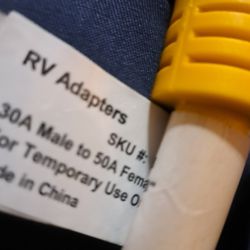 RV Adapters
SKU #:
30A Male to 50A Fema
or Temporary Use O
de in China